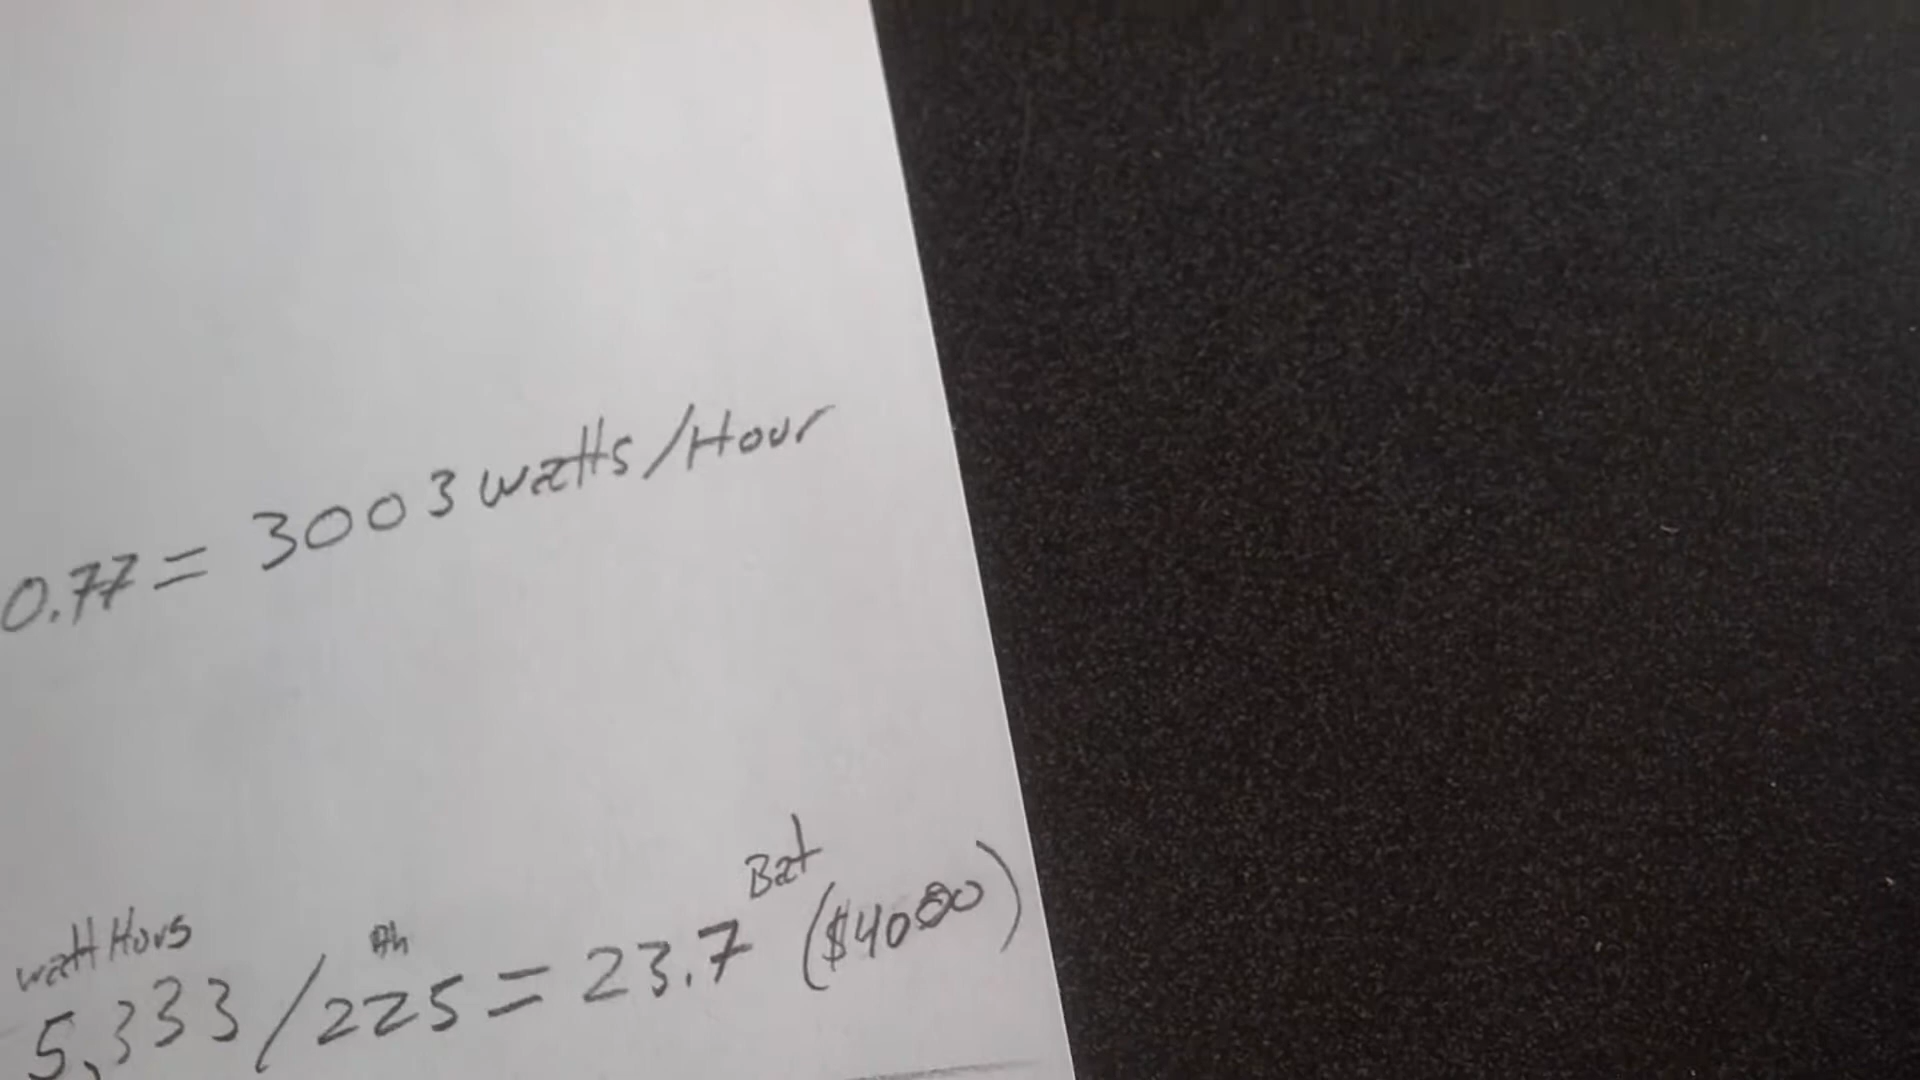 0.77 = 3003 watts/Hour
Bat
watt Hours Ah
5,333/225 = 23.7 ($4000)